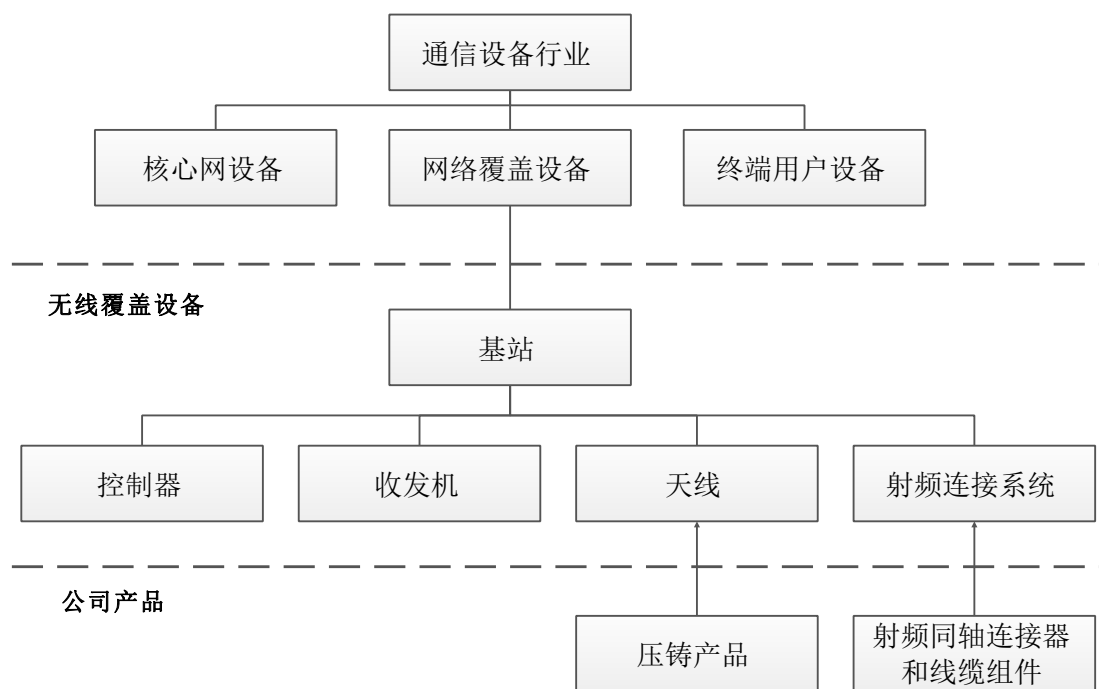 通信设备行业
核心网设备
网络覆盖设备
终端用户设备
无线覆盖设备
基站
控制器
收发机
天线
射频连接系统
公司产品
压铸产品
射频同轴连接器
和线缆组件